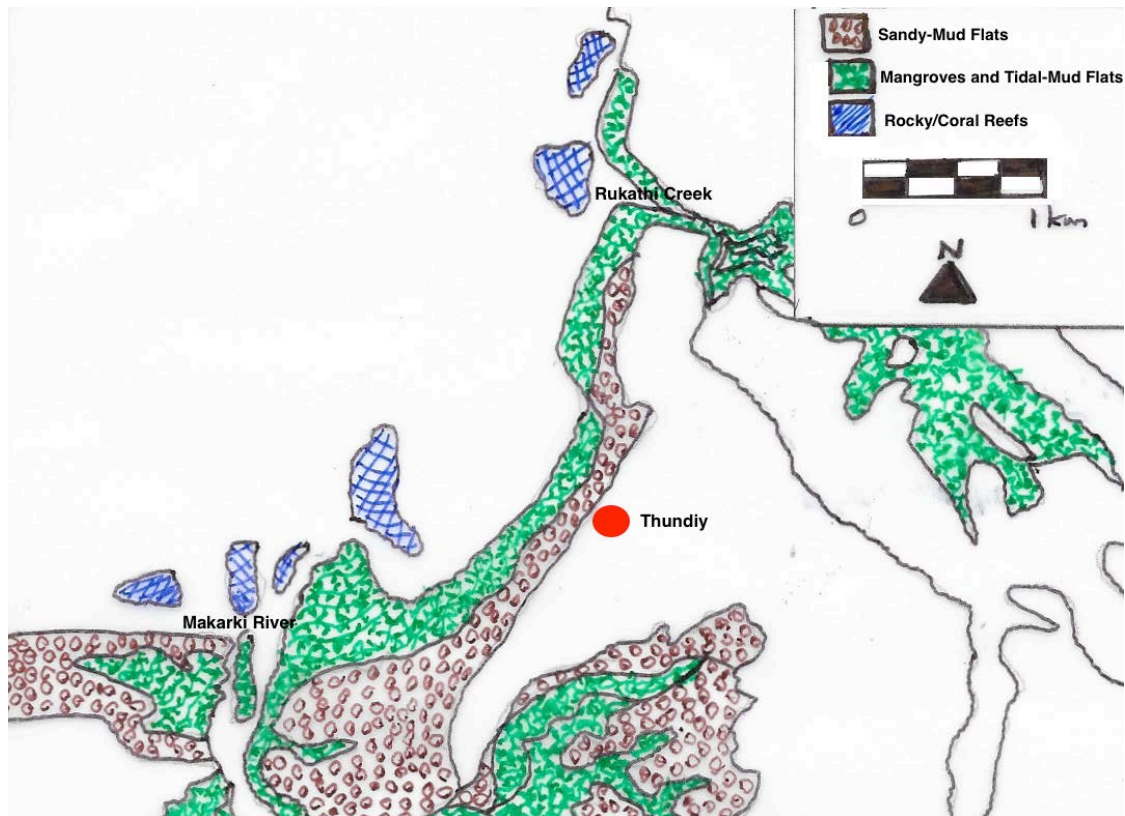 Sandy-Mud Flats
Mangroves and Tidal-Mud Flats
Rocky/Coral Reefs
0 1 km
N
Rukathi Creek
Thundiy
Makarki River